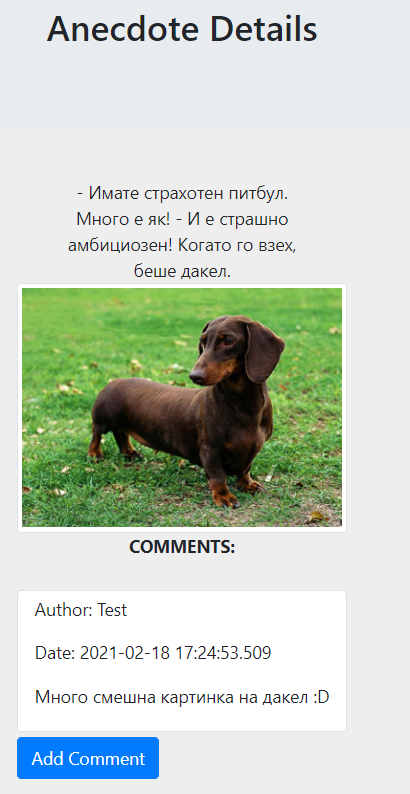 Anecdote Details
- Имате страхотен питбул.
Много е як! - И е страшно
амбициозен! Когато го взех,
беше дакел.
COMMENTS:
Author: Test
Date: 2021-02-18 17:24:53.509
Много смешна картинка на дакел :D
Add Comment